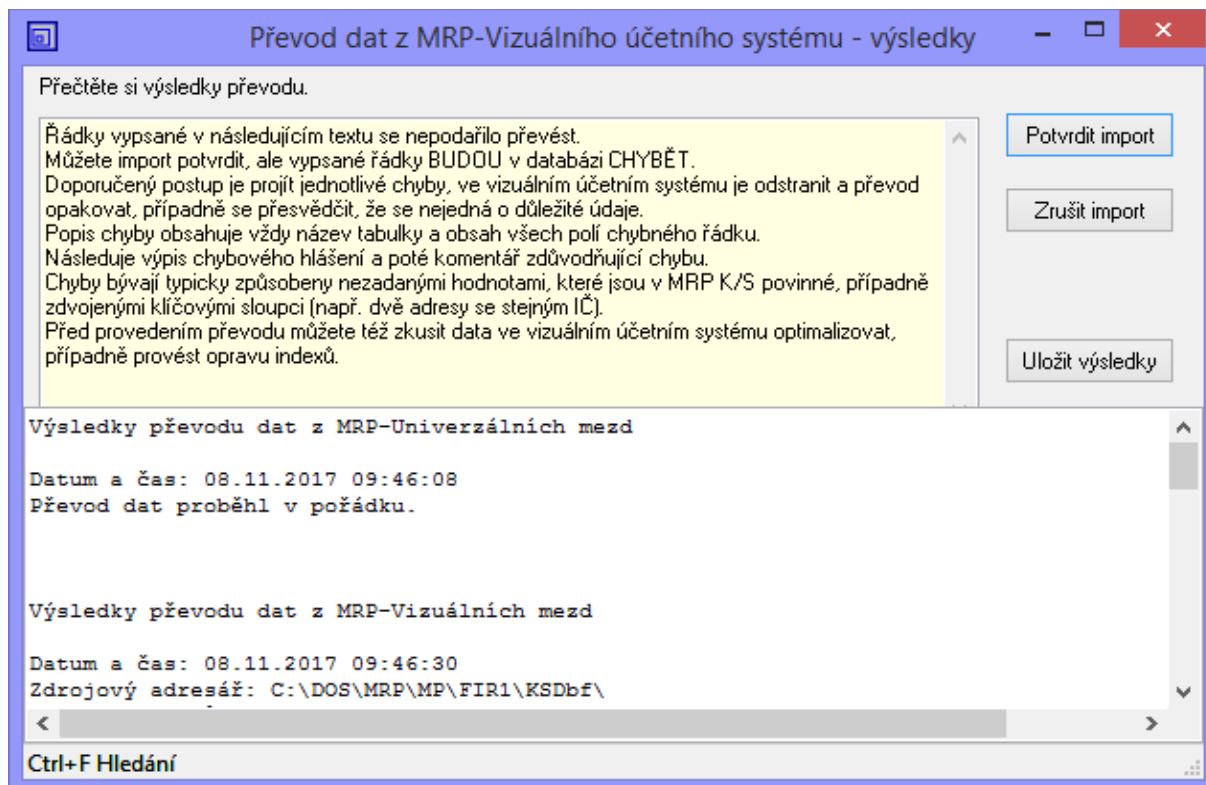 Převod dat z MRP-Vizuálního účetního systému - výsledky
Přečtěte si výsledky převodu.
Řádky vypsané v následujícím textu se nepodařilo převést.
Můžete import potvrdit, ale vypsané řádky BUDOU v databázi CHYBĚT.
Doporučený postup je projít jednotlivé chyby, ve vizuálním účetním systému je odstranit a převod
opakovat, případně se přesvědčit, že se nejedná o důležité údaje.
Popis chyby obsahuje vždy název tabulky a obsah všech polí chybného řádku.
Následuje výpis chybového hlášení a poté komentář zdůvodňující chybu.
Chyby bývají typicky způsobeny nezadanými hodnotami, které jsou v MRP K/S povinné, případně
zdvojenými klíčovými sloupci (např. dvě adresy se stejným IČ).
Před provedením převodu můžete též zkusit data ve vizuálním účetním systému optimalizovat,
případně provést opravu indexů.
Potvrdit import
Zrušit import
Uložit výsledky
Výsledky převodu dat z MRP-Univerzálních mezd
Datum a čas: 08.11.2017 09:46:08
Převod dat proběhl v pořádku.
Výsledky převodu dat z MRP-Vizuálních mezd
Datum a čas: 08.11.2017 09:46:30
Zdrojový adresář: C:\DOS\MRP\MP\FIR1\KSDbf\
Ctrl+F Hledání